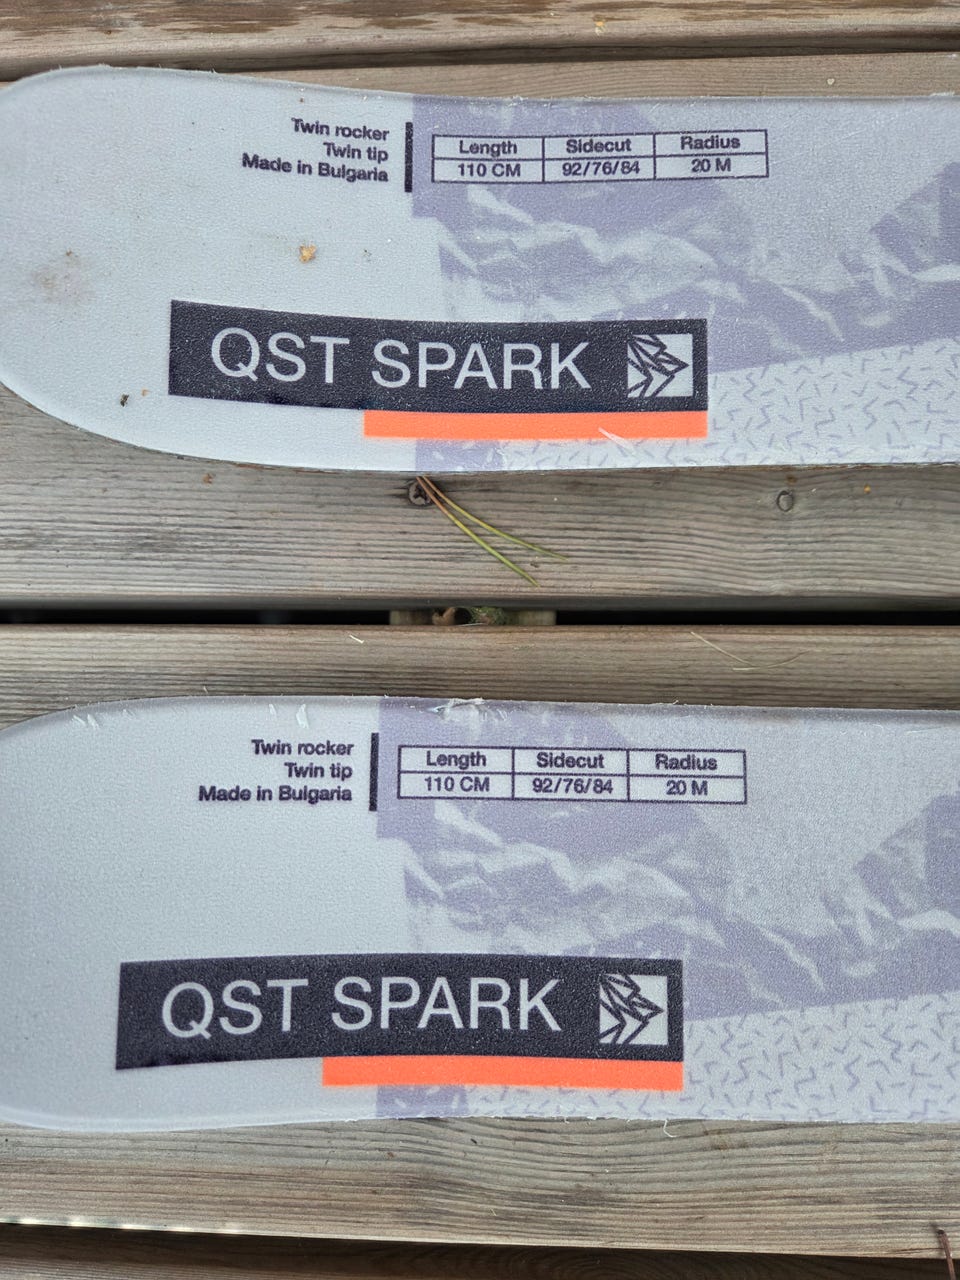 Twin rocker
Twin tip
Made in Bulgaria
Length Sidecut Radius
110 CM 92/76/84 20 M
QST SPARK
Twin rocker
Twin tip
Made in Bulgaria
Length Sidecut Radius
110 CM 92/76/84 20 M
QST SPARK